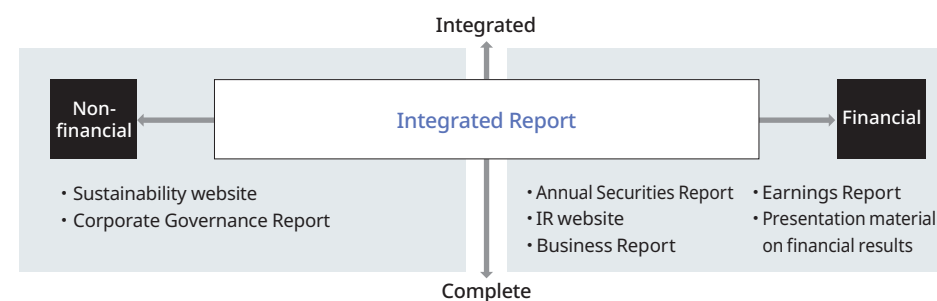 Integrated
Non-
financial
Integrated Report
Financial
・Sustainability website
・Corporate Governance Report
・Annual Securities Report
・IR website
・Business Report
・Earnings Report
・Presentation material
on financial results
Complete